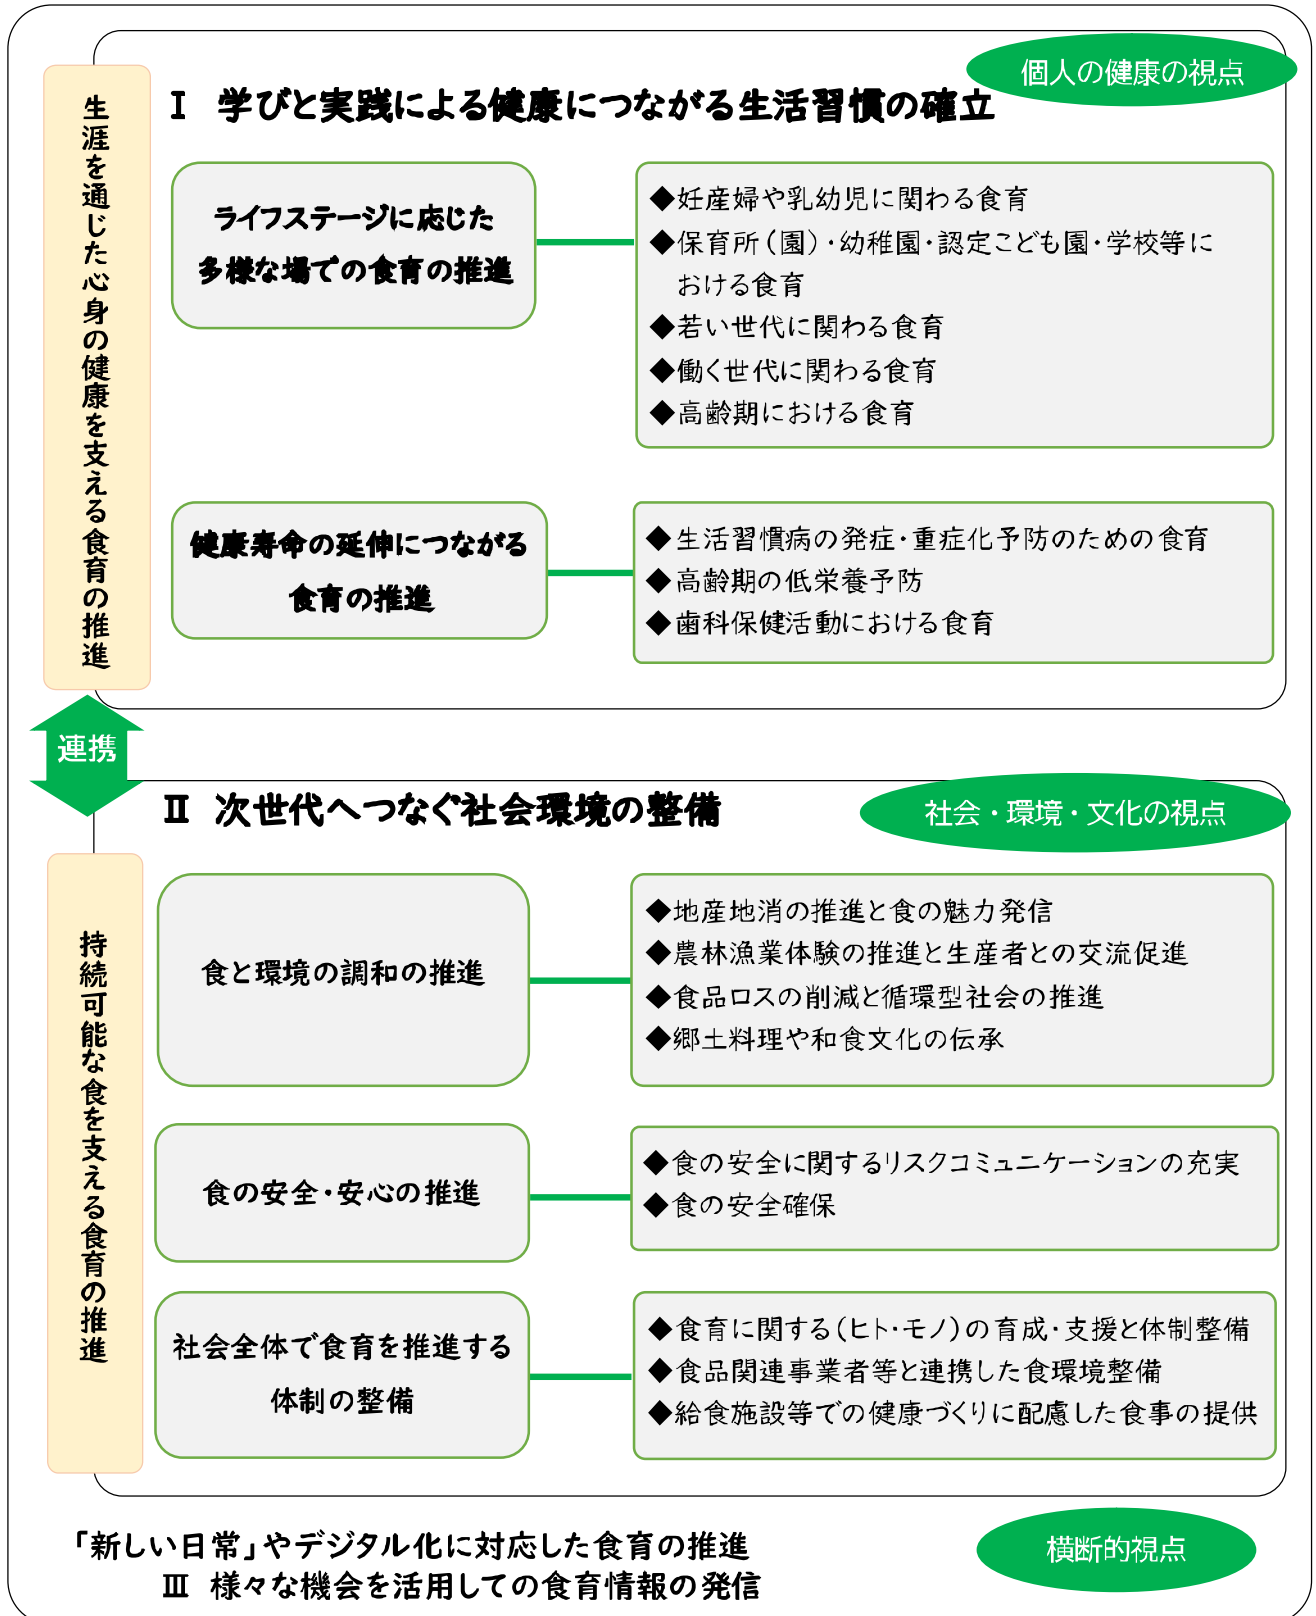 個人の健康の視点
生涯を通じた心身の健康を支える食育の推進
Ⅰ 学びと実践による健康につながる生活習慣の確立
ライフステージに応じた
多様な場での食育の推進
◆妊産婦や乳幼児に関わる食育
◆保育所（園）・幼稚園・認定こども園・学校等に
おける食育
◆若い世代に関わる食育
◆働く世代に関わる食育
◆高齢期における食育
健康寿命の延伸につながる
食育の推進
◆生活習慣病の発症・重症化予防のための食育
◆高齢期の低栄養予防
◆歯科保健活動における食育
連携
Ⅱ 次世代へつなぐ社会環境の整備
社会・環境・文化の視点
持続可能な食を支える食育の推進
食と環境の調和の推進
◆地産地消の推進と食の魅力発信
◆農林漁業体験の推進と生産者との交流促進
◆食品ロスの削減と循環型社会の推進
◆郷土料理や和食文化の伝承
食の安全・安心の推進
◆食の安全に関するリスクコミュニケーションの充実
◆食の安全確保
社会全体で食育を推進する
体制の整備
◆食育に関する（ヒト・モノ）の育成・支援と体制整備
◆食品関連事業者等と連携した食環境整備
◆給食施設等での健康づくりに配慮した食事の提供
「新しい日常」やデジタル化に対応した食育の推進
Ⅲ 様々な機会を活用しての食育情報の発信
横断的視点